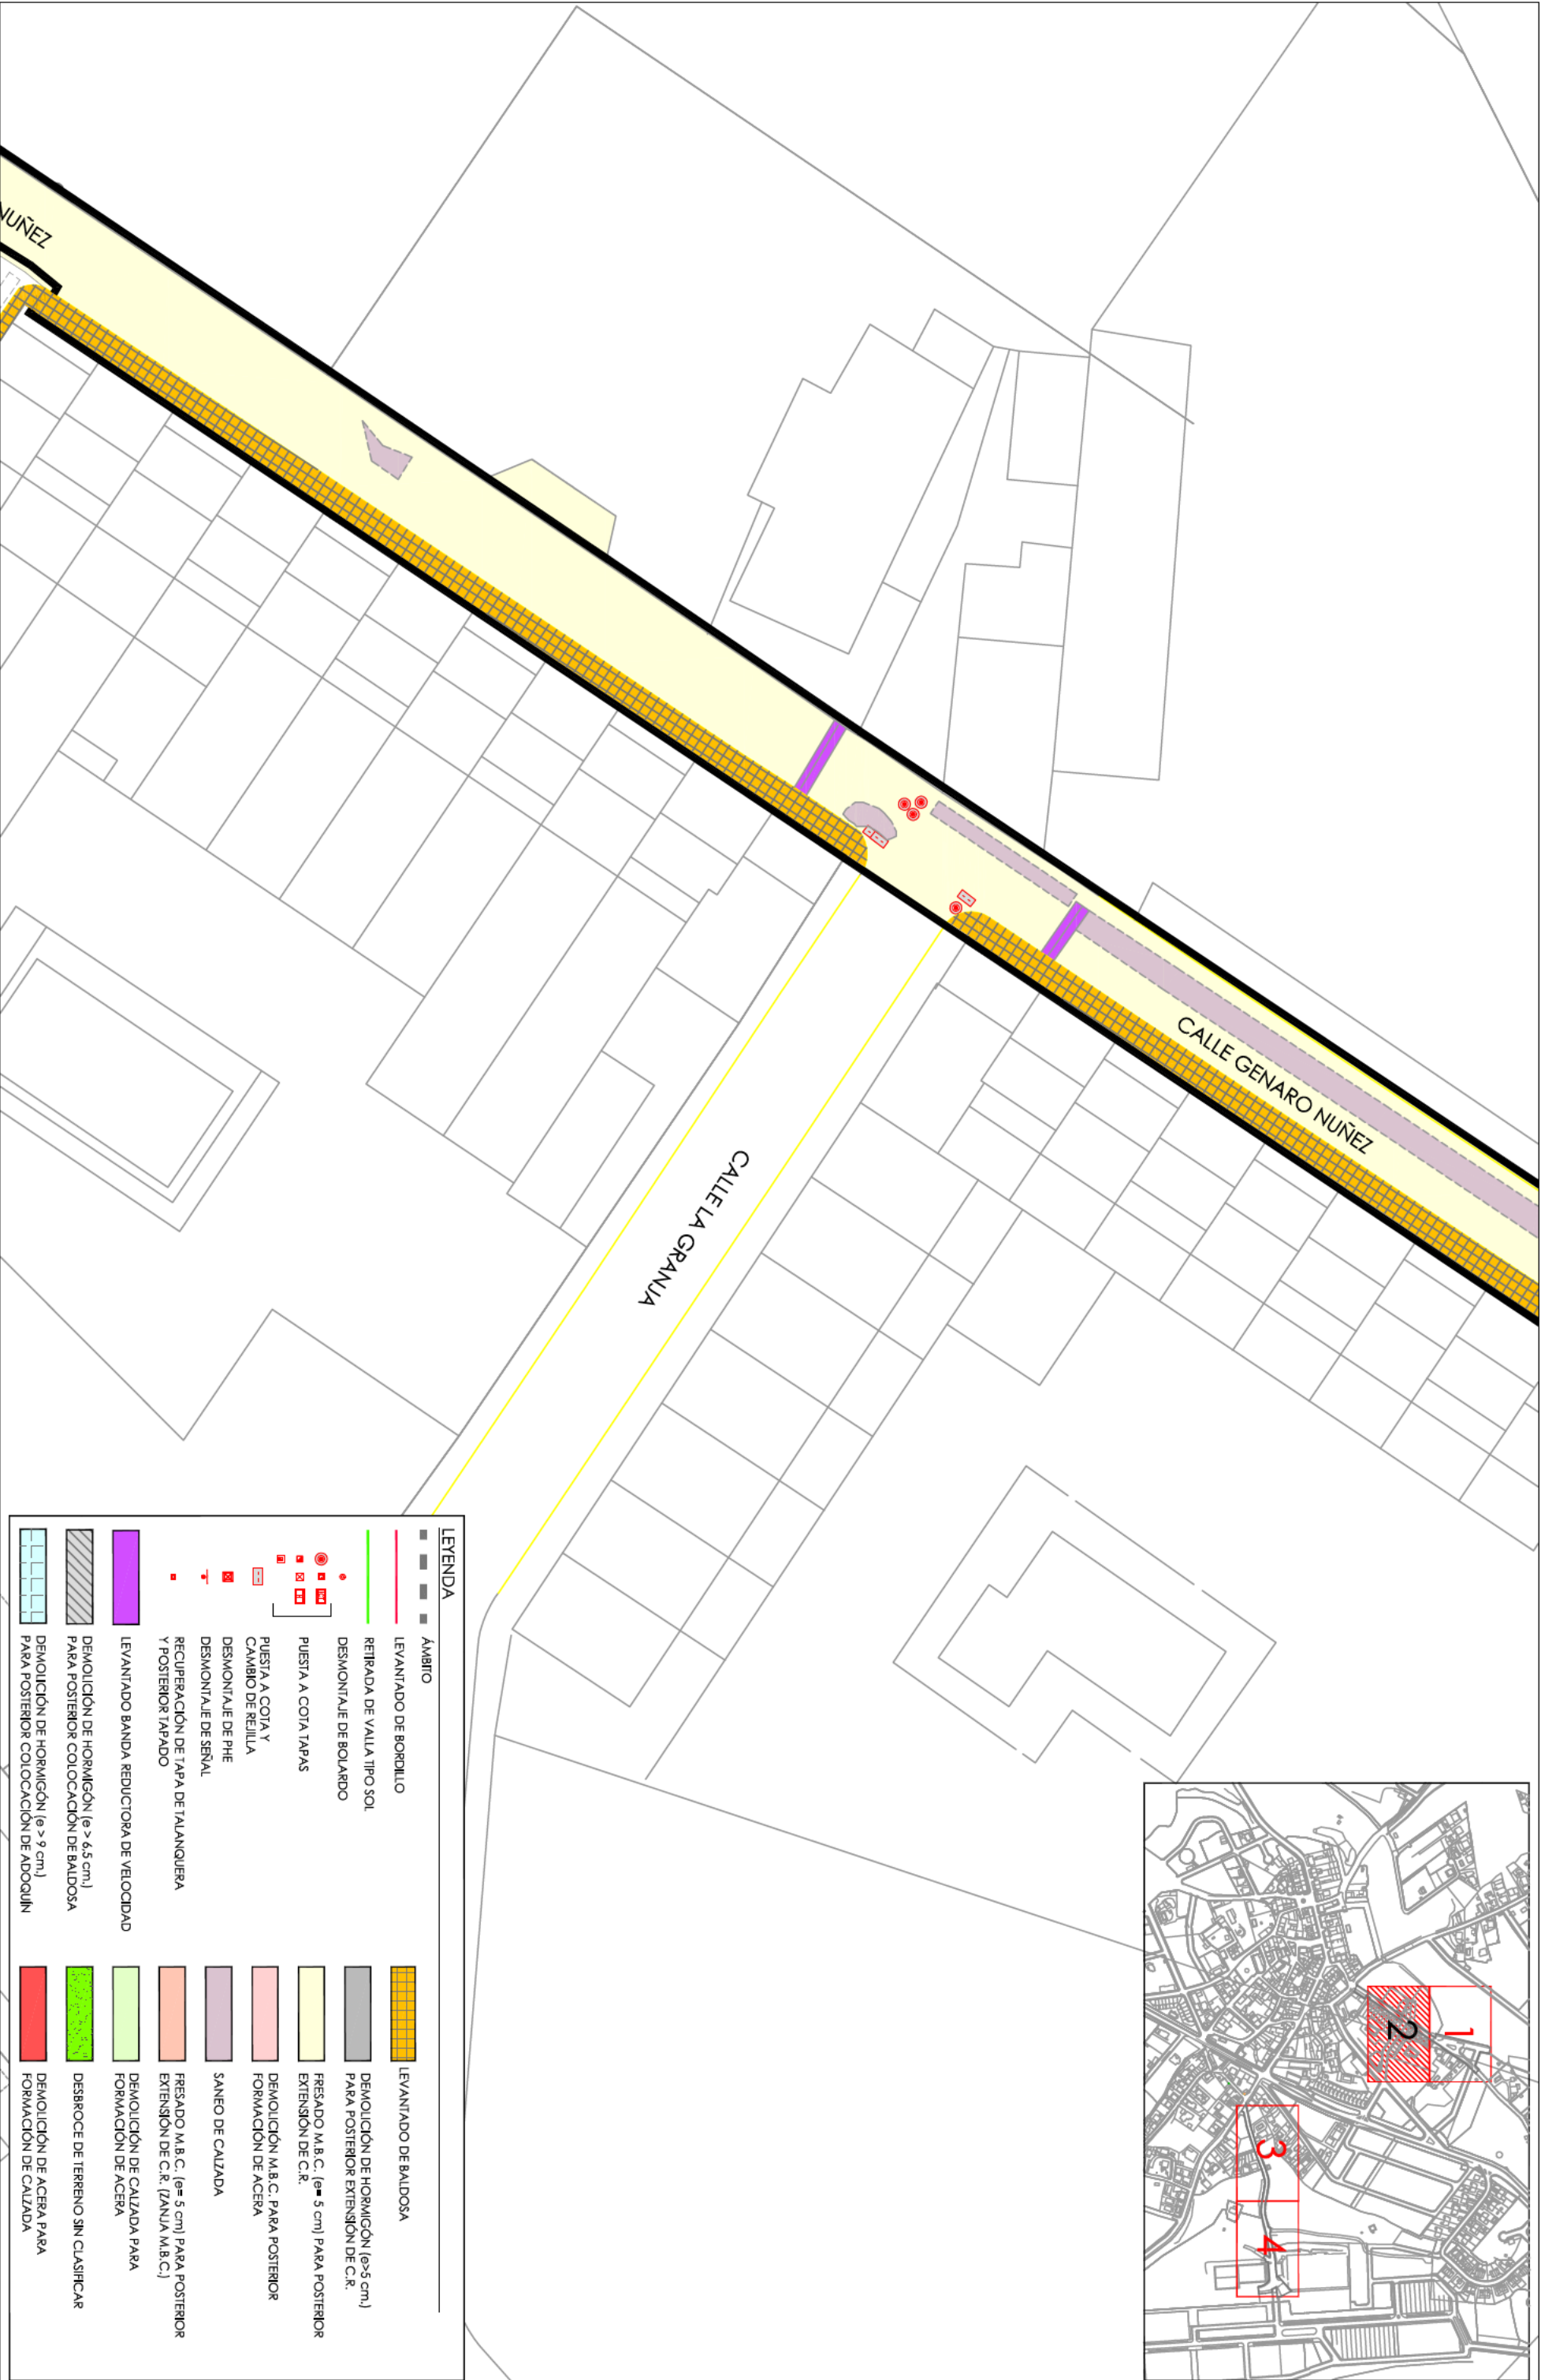 NUÑEZ
CALLE GENARO NUÑEZ
CALLE LA GRANJA
1
2
3
4
LEYENDA
ÁMBITO
LEVANTADO DE BORDILLO
RETIRADA DE VALLA TIPO SOL
DESMONTAJE DE BOLARDO
PUESTA A COTA TAPAS
PUESTA A COTA Y
CAMBIO DE REJILLA
DESMONTAJE DE PHE
DESMONTAJE DE SEÑAL
RECUPERACIÓN DE TAPA DE TALANQUERA
Y POSTERIOR TAPADO
LEVANTADO BANDA REDUCTORA DE VELOCIDAD
DEMOLICIÓN DE HORMIGÓN (e > 6.5 cm.)
PARA POSTERIOR COLOCACIÓN DE BALDOSA
DEMOLICIÓN DE HORMIGÓN (e > 9 cm.)
PARA POSTERIOR COLOCACIÓN DE ADOQUÍN
LEVANTADO DE BALDOSA
DEMOLICIÓN DE HORMIGÓN (e>5 cm.)
PARA POSTERIOR EXTENSIÓN DE C.R.
FRESADO M.B.C. (e= 5 cm) PARA POSTERIOR
EXTENSIÓN DE C.R.
DEMOLICIÓN M.B.C. PARA POSTERIOR
FORMACIÓN DE ACERA
SANEO DE CALZADA
FRESADO M.B.C. (e= 5 cm) PARA POSTERIOR
EXTENSIÓN DE C.R. (ZANJA M.B.C.)
DEMOLICIÓN DE CALZADA PARA
FORMACIÓN DE ACERA
DESBROCE DE TERRENO SIN CLASIFICAR
DEMOLICIÓN DE ACERA PARA
FORMACIÓN DE CALZADA